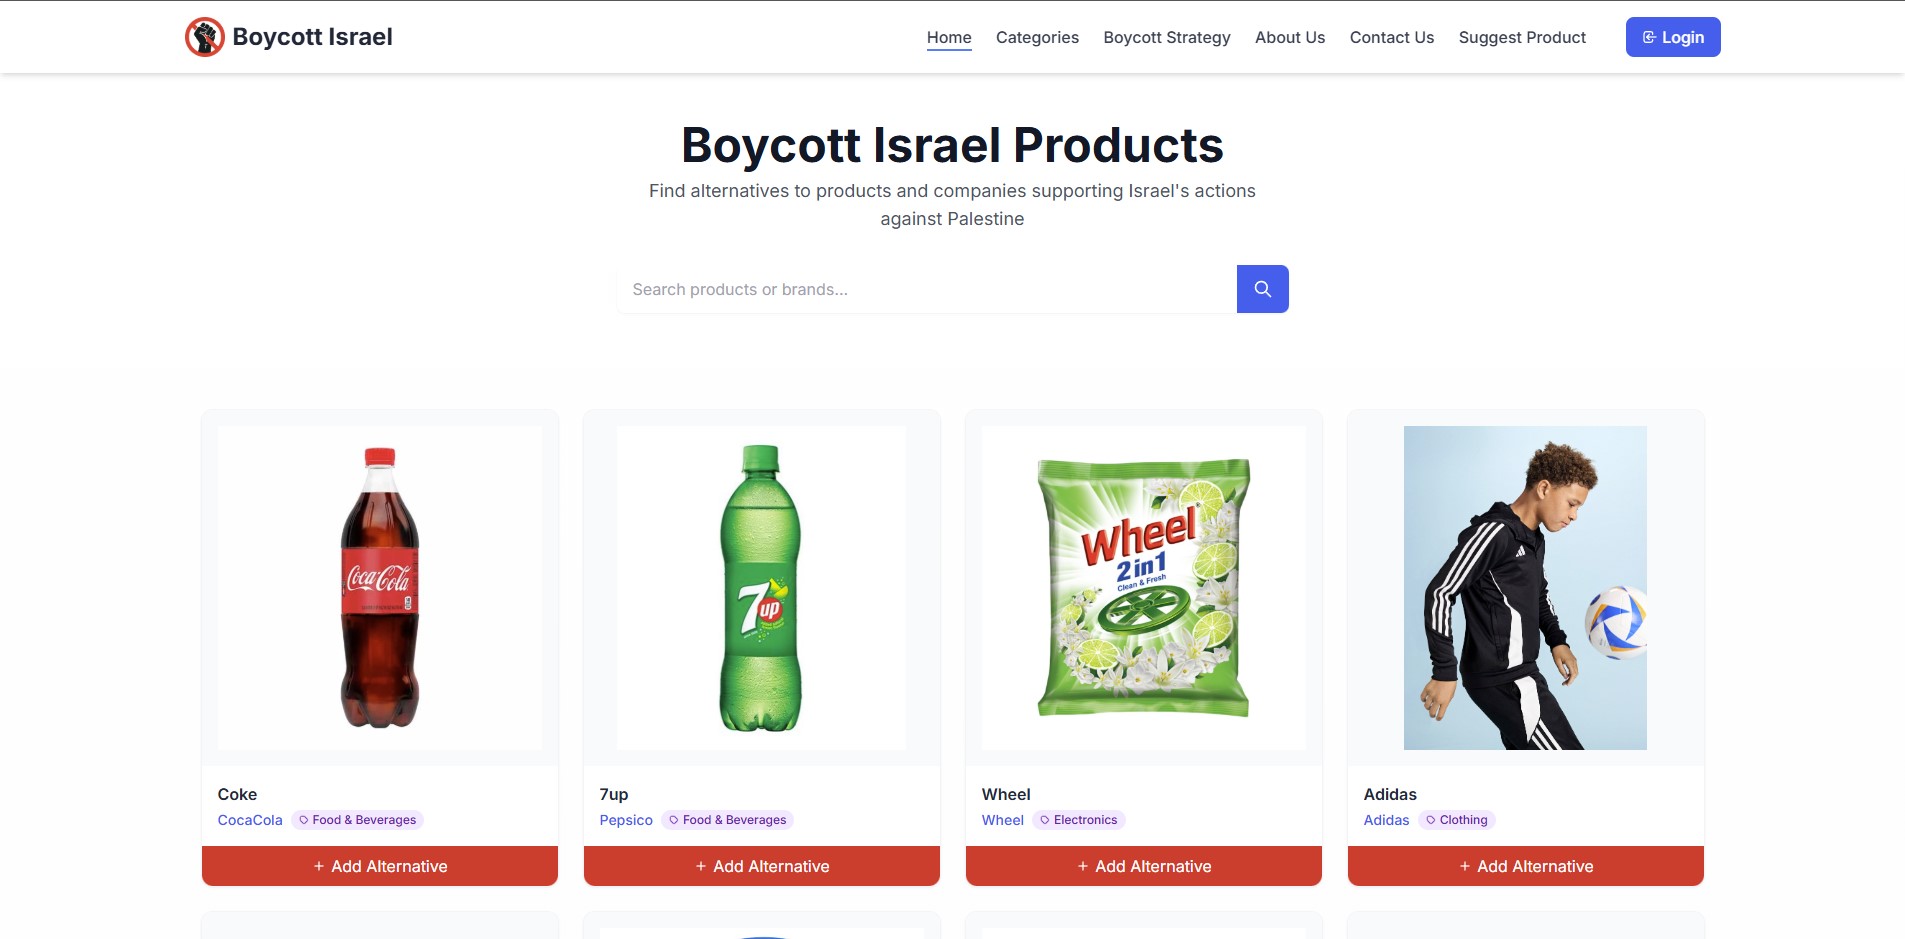 Boycott Israel
Home
Categories
Boycott Strategy
About Us
Contact Us
Suggest Product
Login
Boycott Israel Products
Find alternatives to products and companies supporting Israel's actions
against Palestine
Search products or brands...
Coca-Cola
7up
Wheel
2in1
Clean & Fresh
Coke
CocaCola
Food & Beverages
+ Add Alternative
7up
Pepsico
Food & Beverages
+ Add Alternative
Wheel
Wheel
Electronics
+ Add Alternative
Adidas
Adidas
Clothing
+ Add Alternative